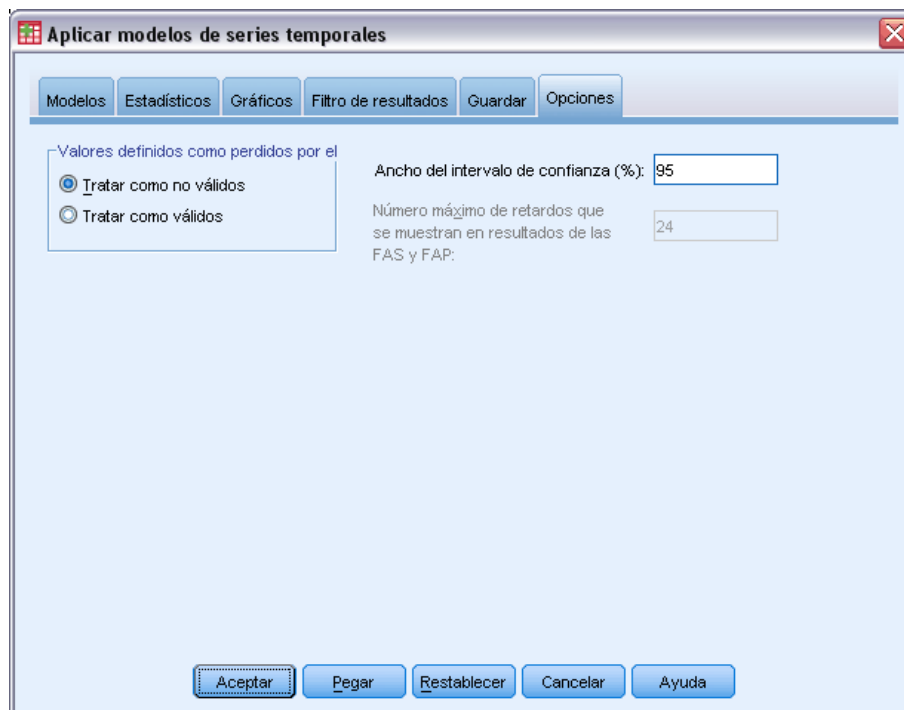 Aplicar modelos de series temporales
Modelos Estadísticos Gráficos Filtro de resultados Guardar Opciones
Valores definidos como perdidos por el
Tratar como no válidos
Tratar como válidos
Ancho del intervalo de confianza (%): 95
Número máximo de retardos que
se muestran en resultados de las
FAS y FAP:
24
Aceptar Pegar Restablecer Cancelar Ayuda